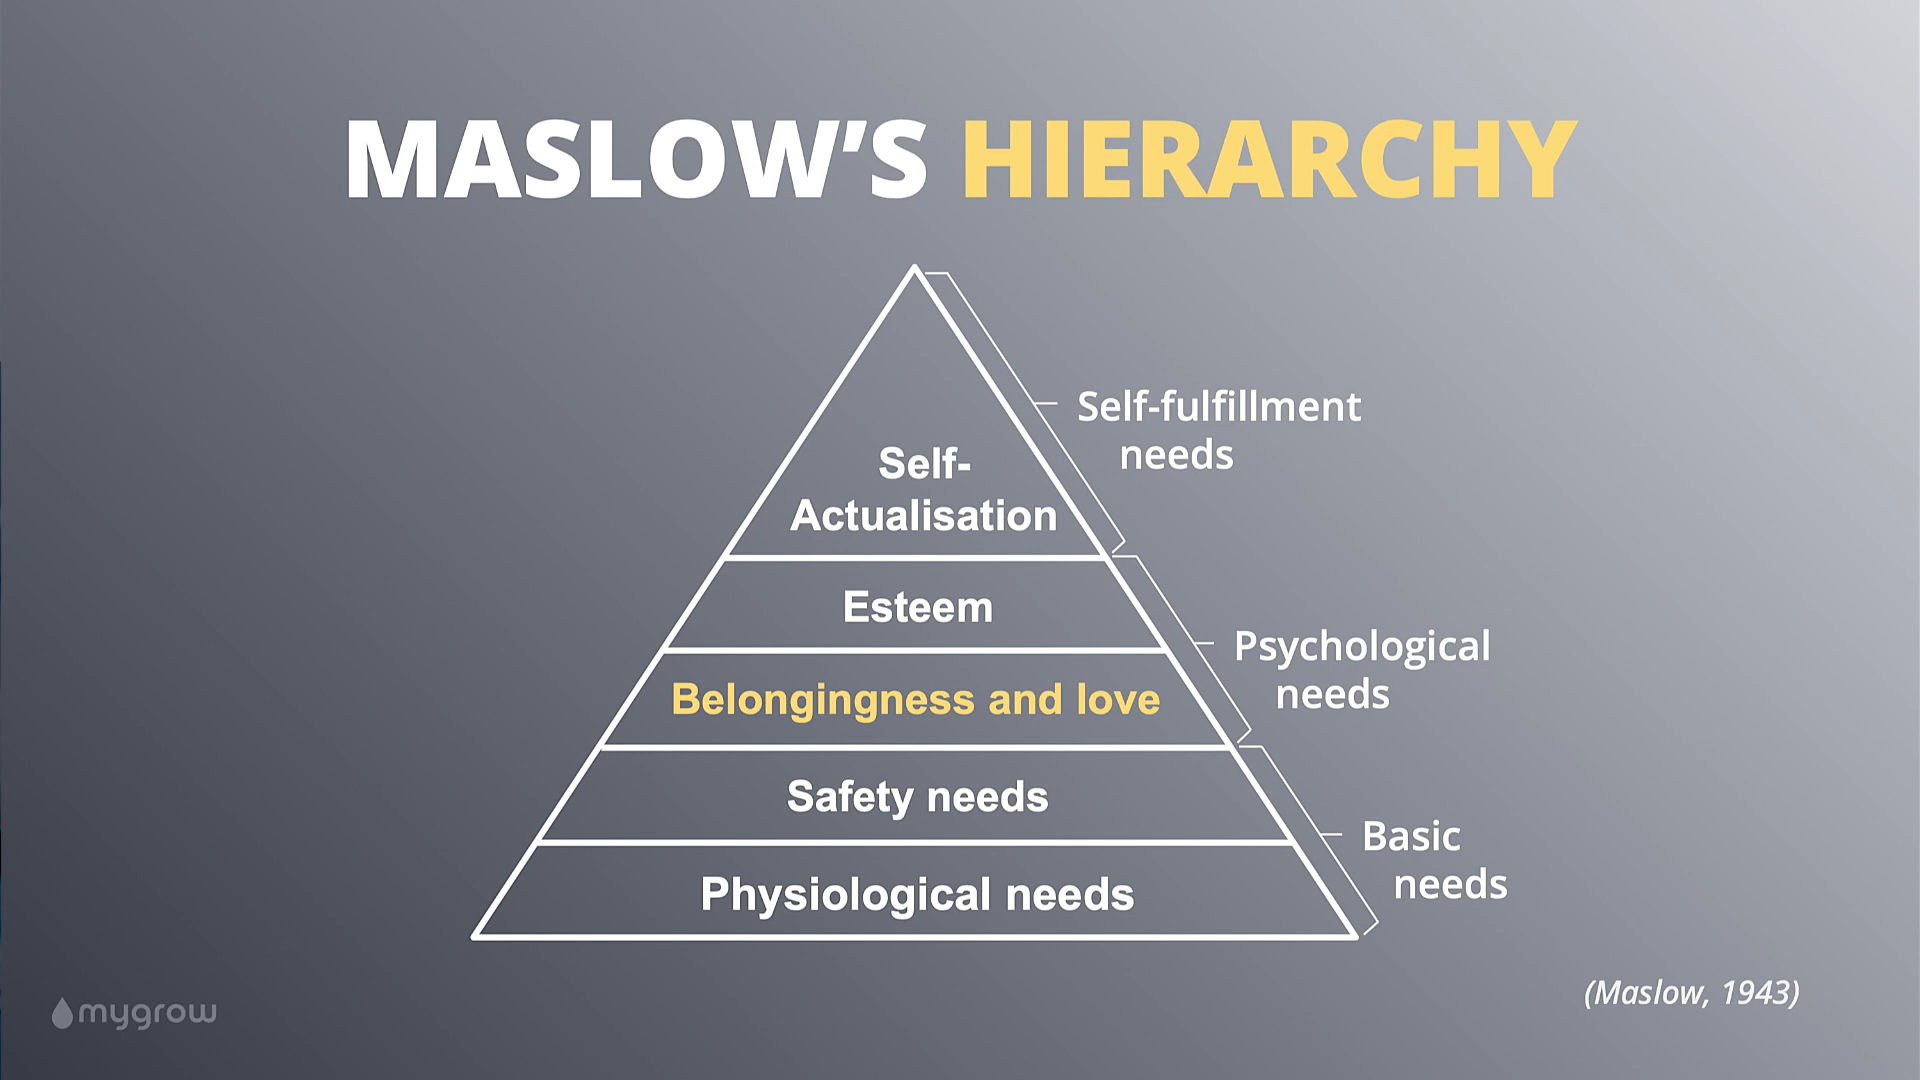 MASLOW’S HIERARCHY
Self-fulfillment
needs
Self-
Actualisation
Esteem
Psychological
needs
Belongingness and love
Safety needs
Basic
needs
Physiological needs
(Maslow, 1943)
mygrow